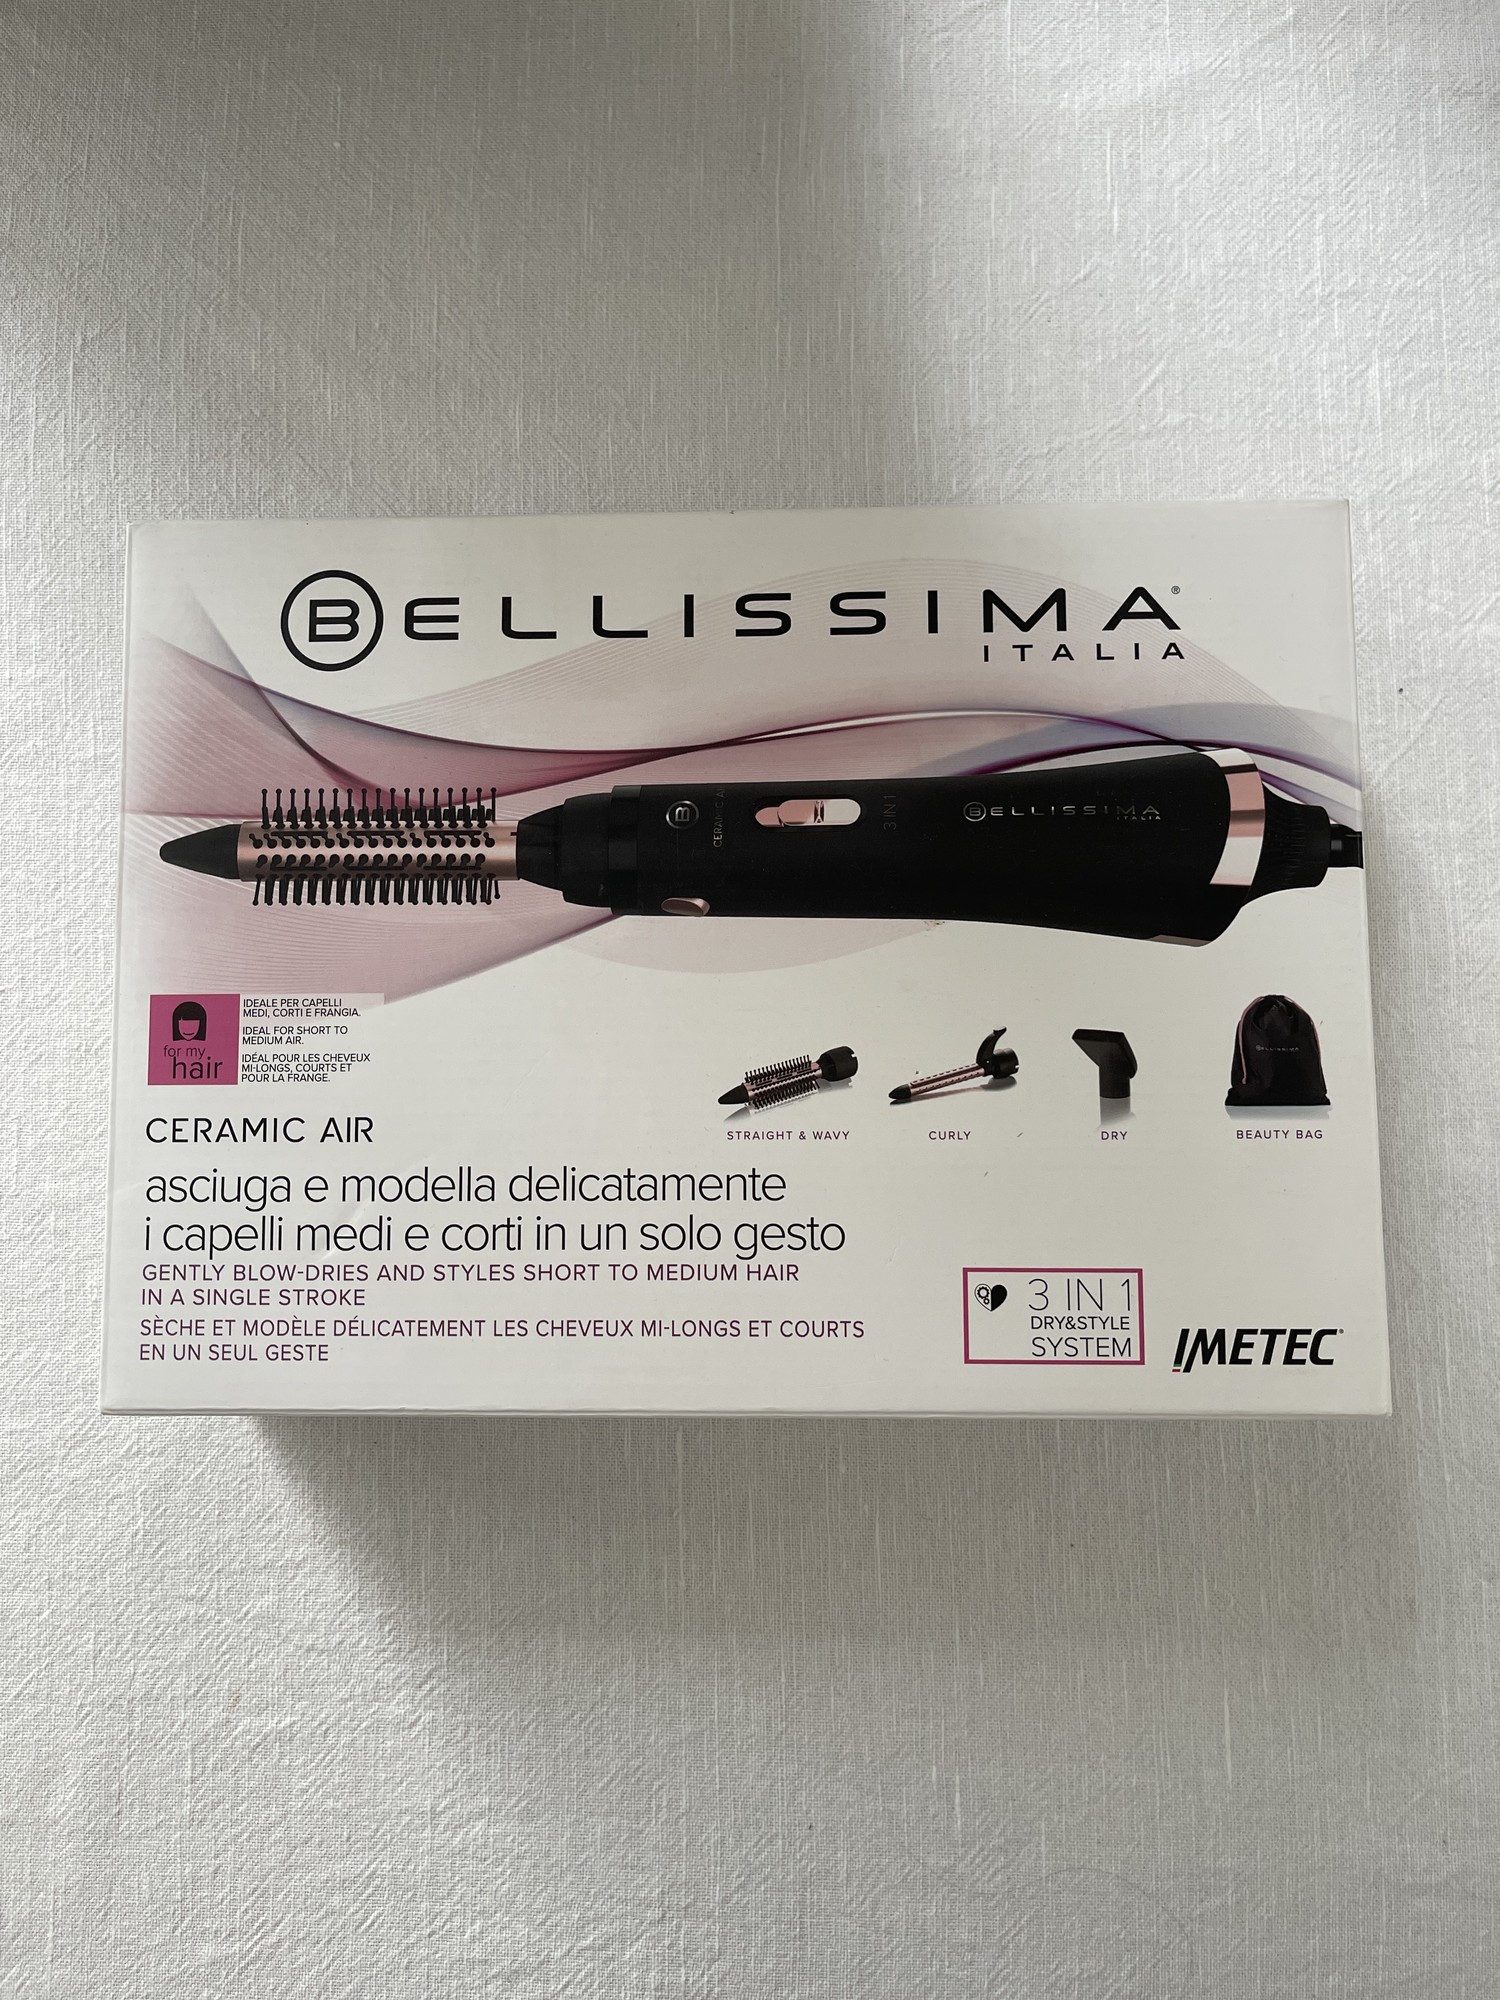 BELLISSIMA®
ITALIA
B
CERAMIC AI
3 IN 1
BELLISSIMA
ITALIA
for my
hair
IDEALE PER CAPELLI
MEDI, CORTI E FRANGIA.
IDEAL FOR SHORT TO
MEDIUM AIR.
IDÉAL POUR LES CHEVEUX
MI-LONGS, COURTS ET
POUR LA FRANGE.
BELLISSIMA
STRAIGHT & WAVY
CURLY
DRY
BEAUTY BAG
CERAMIC AIR
asciuga e modella delicatamente
i capelli medi e corti in un solo gesto
GENTLY BLOW-DRIES AND STYLES SHORT TO MEDIUM HAIR
IN A SINGLE STROKE
SÈCHE ET MODÈLE DÉLICATEMENT LES CHEVEUX MI-LONGS ET COURTS
EN UN SEUL GESTE
3 IN 1
DRY&STYLE
SYSTEM
IMETEC®